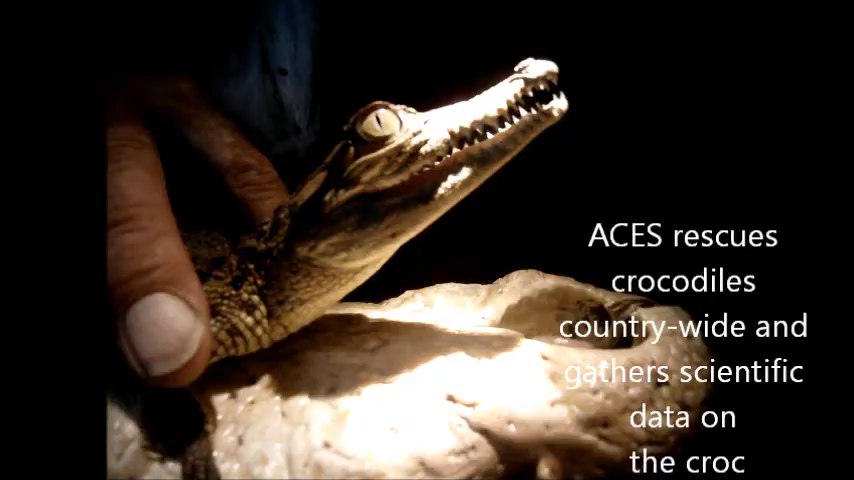 ACES rescues
crocodiles
country-wide and
gathers scientific
data on
the croc